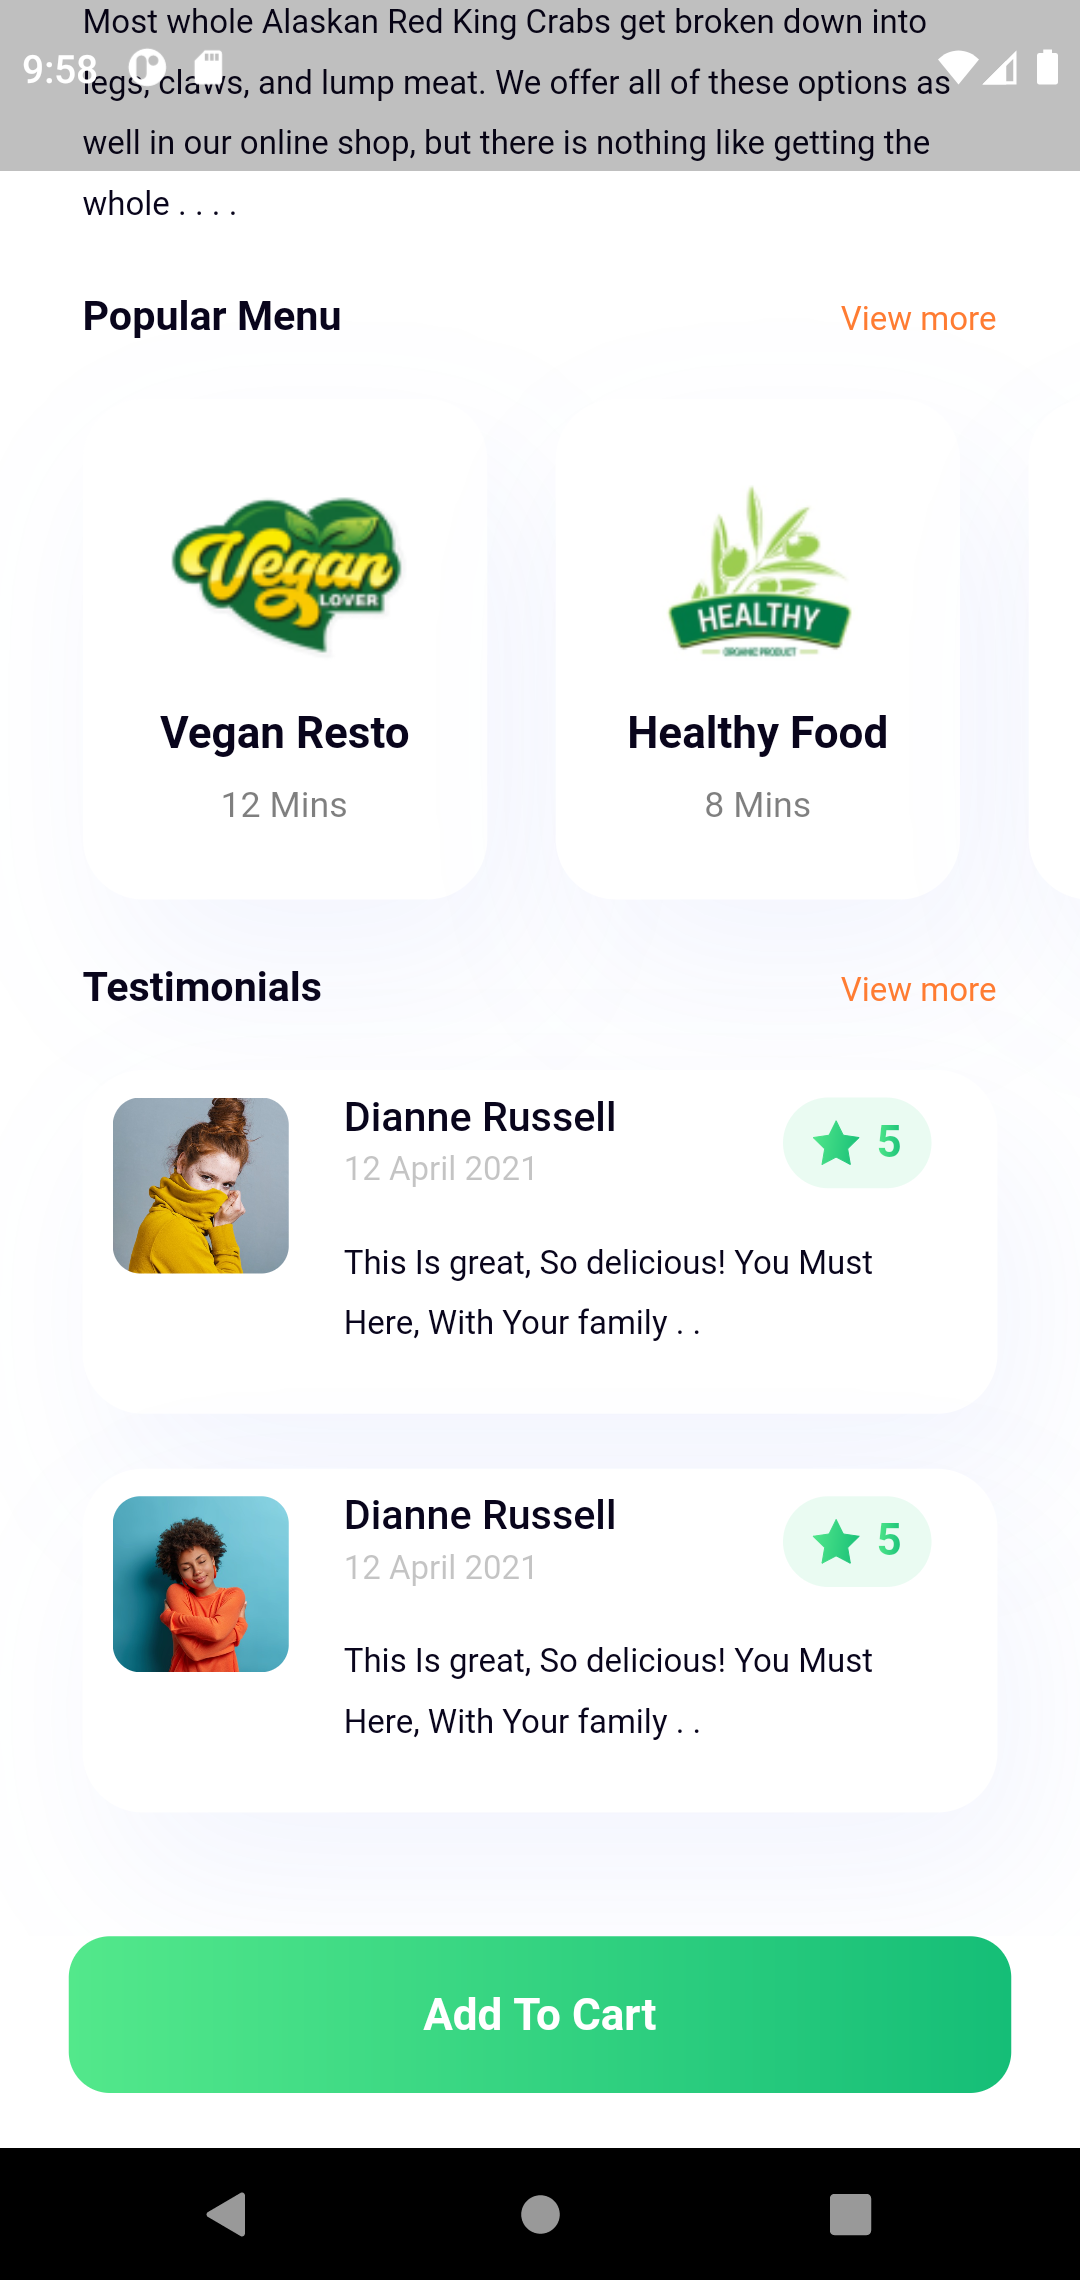 Most whole Alaskan Red King Crabs get broken down into
9:58
legs, claws, and lump meat. We offer all of these options as
well in our online shop, but there is nothing like getting the
whole . . . .
Popular Menu
View more
Vegan
LOVER
HEALTHY
ORGANIC PRODUCT
Vegan Resto
Healthy Food
12 Mins
8 Mins
Testimonials
View more
Dianne Russell
5
12 April 2021
This Is great, So delicious! You Must
Here, With Your family . .
Dianne Russell
5
12 April 2021
This Is great, So delicious! You Must
Here, With Your family . .
Add To Cart